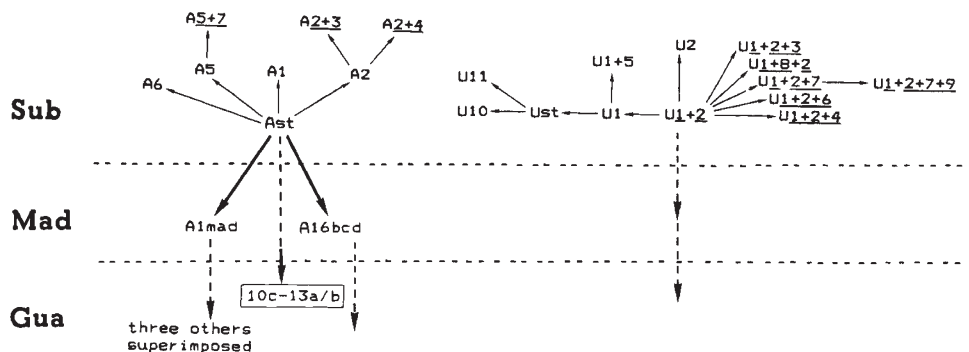 A5+7
A2+3
A2+4
A6
A5
A1
A2
Ast
U11
U10
Ust
U1+5
U1
U2
U1+2
U1+2+3
U1+8+2
U1+2+7
U1+2+7+9
U1+2+6
U1+2+4
Sub
Mad
A1mad
A16bcd
10c-13a/b
Gua
three others
superimposed